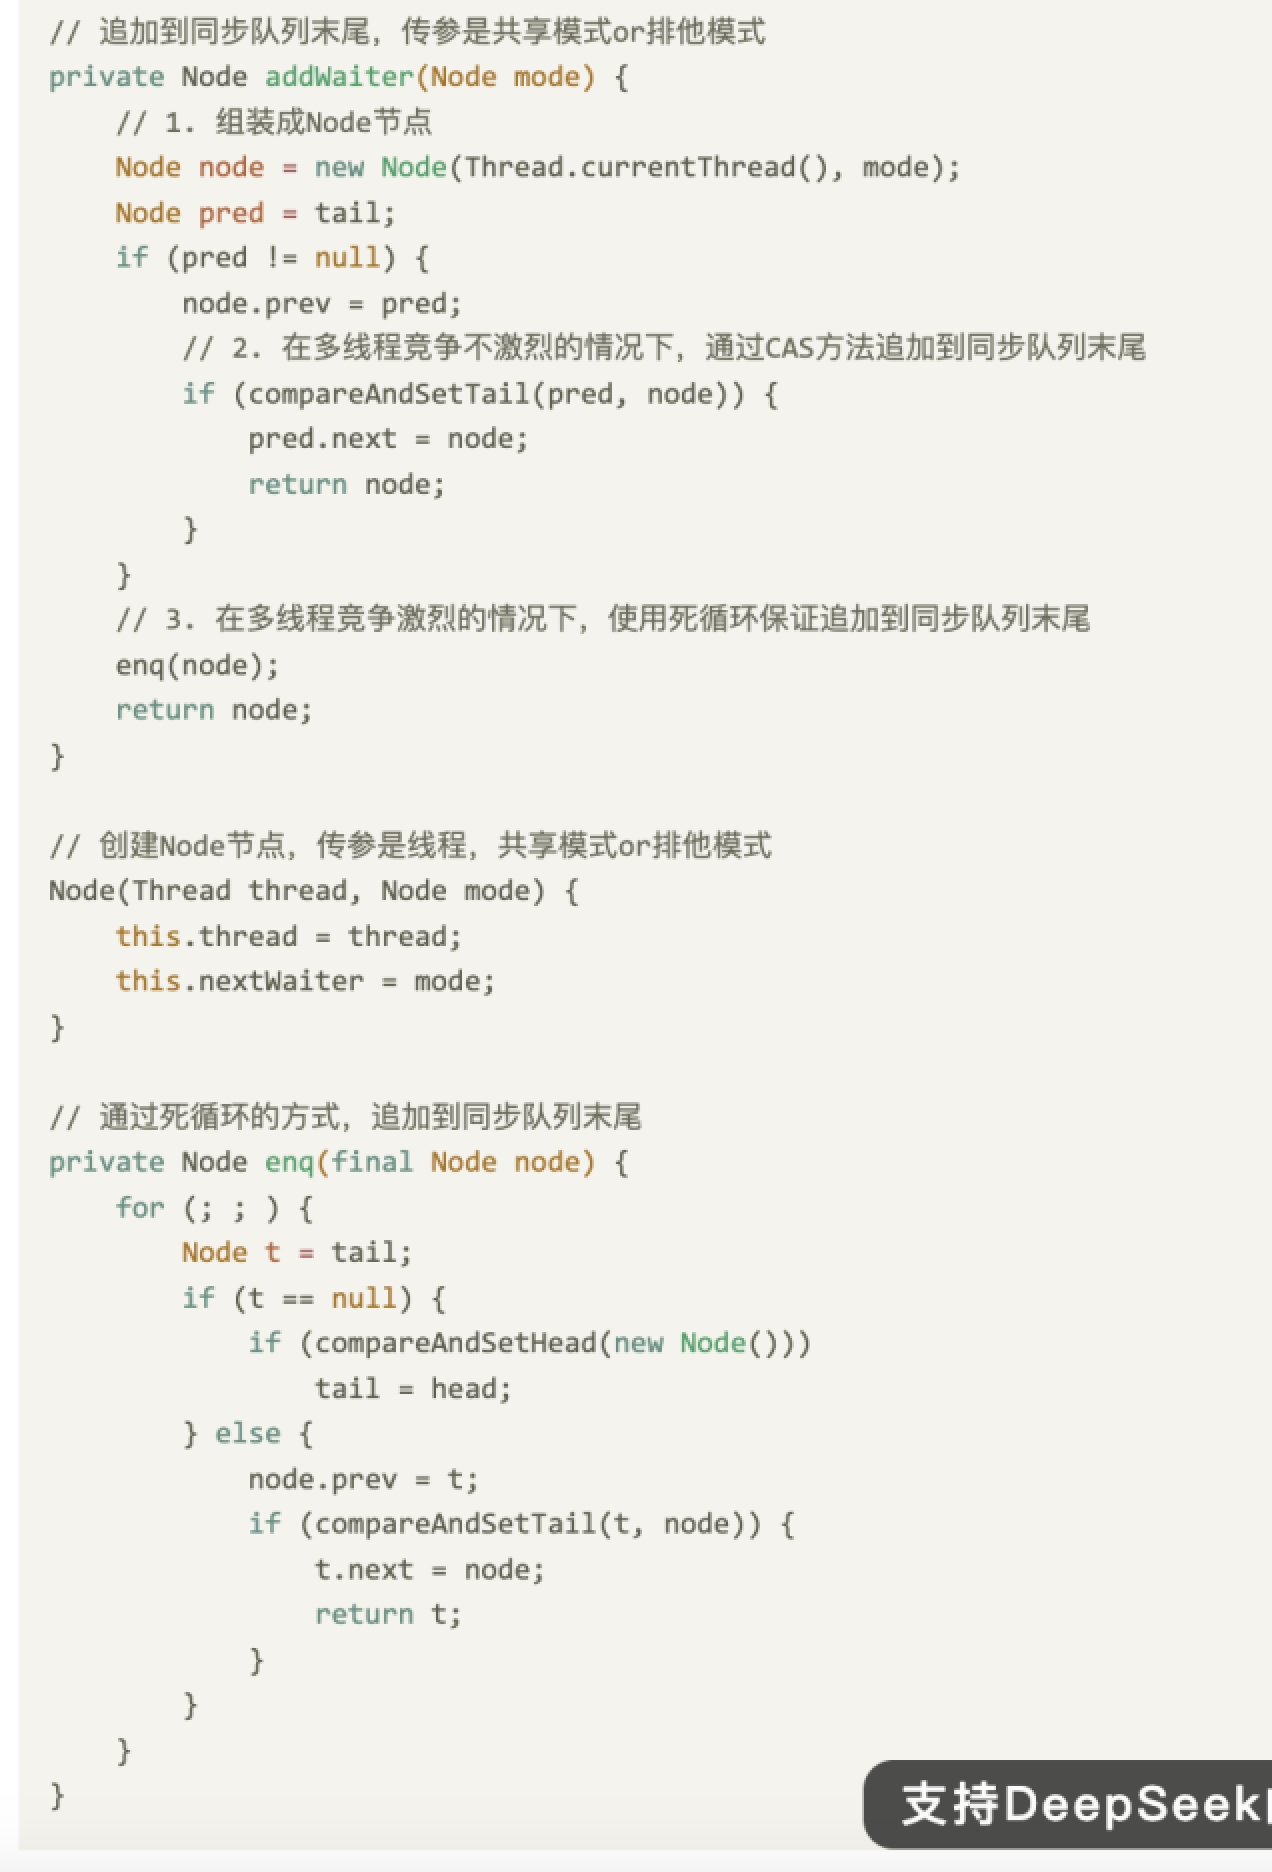 // 追加到同步队列末尾，传参是共享模式or排他模式
private Node addWaiter(Node mode) {
    // 1. 组装成Node节点
    Node node = new Node(Thread.currentThread(), mode);
    Node pred = tail;
    if (pred != null) {
        node.prev = pred;
        // 2. 在多线程竞争不激烈的情况下，通过CAS方法追加到同步队列末尾
        if (compareAndSetTail(pred, node)) {
            pred.next = node;
            return node;
        }
    }
    // 3. 在多线程竞争激烈的情况下，使用死循环保证追加到同步队列末尾
    enq(node);
    return node;
}

// 创建Node节点，传参是线程，共享模式or排他模式
Node(Thread thread, Node mode) {
    this.thread = thread;
    this.nextWaiter = mode;
}

// 通过死循环的方式，追加到同步队列末尾
private Node enq(final Node node) {
    for (; ; ) {
        Node t = tail;
        if (t == null) {
            if (compareAndSetHead(new Node()))
                tail = head;
        } else {
            node.prev = t;
            if (compareAndSetTail(t, node)) {
                t.next = node;
                return t;
            }
        }
    }
}
支持DeepSeek